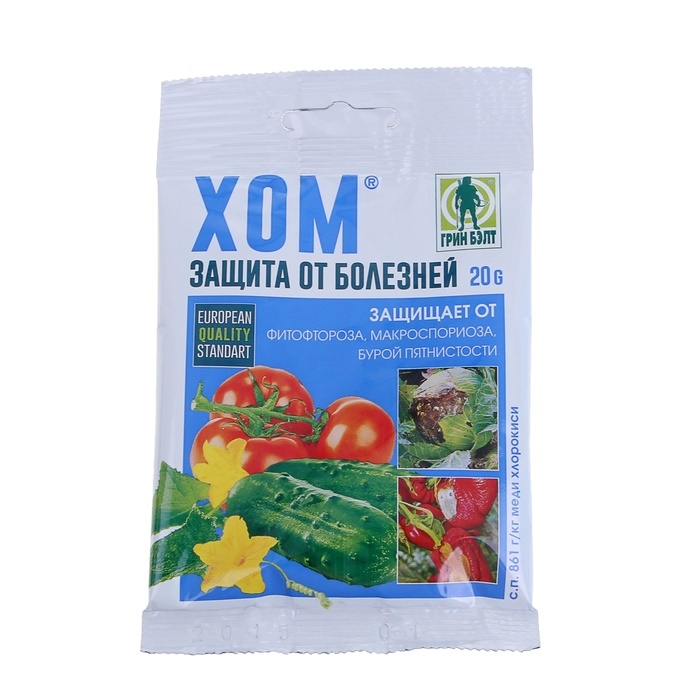 ХОМ®
ГРИН БЭЛТ
ЗАЩИТА ОТ БОЛЕЗНЕЙ 20 G
EUROPEAN
QUALITY
STANDART
ЗАЩИЩАЕТ ОТ
ФИТОФТОРОЗА, МАКРОСПОРИОЗА,
БУРОЙ ПЯТНИСТОСТИ
с.п. 861 г/кг меди хлорокиси